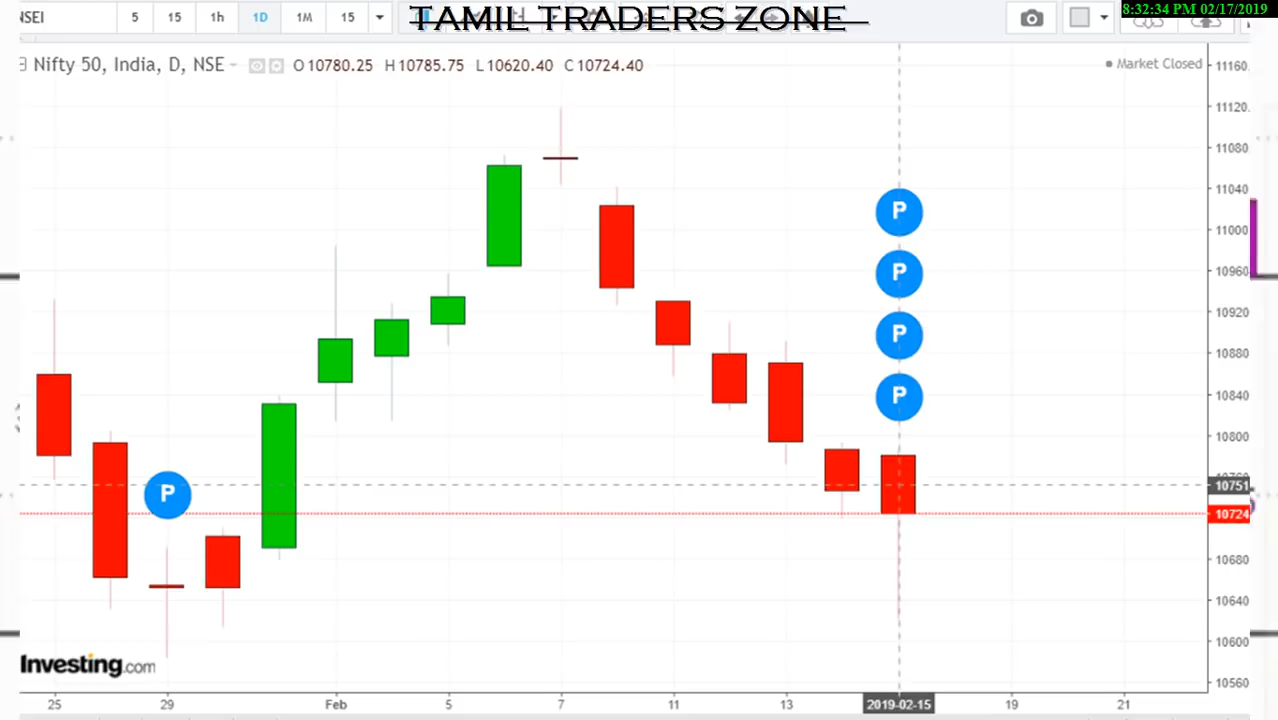 NSEI 5 15 1h 1D 1M 15 TAMIL TRADERS ZONE 8:32:34 PM 02/17/2019
Nifty 50, India, D, NSE O 10780.25 H 10785.75 L 10620.40 C 10724.40 Market Closed
11160
11120
11080
11040
P
11000
P
10960
10920
P
10880
P
10840
10800
P 10751
10724
10680
10640
10600
Investing.com
10560
25 29 Feb 5 7 11 13 2019-02-15 19 21